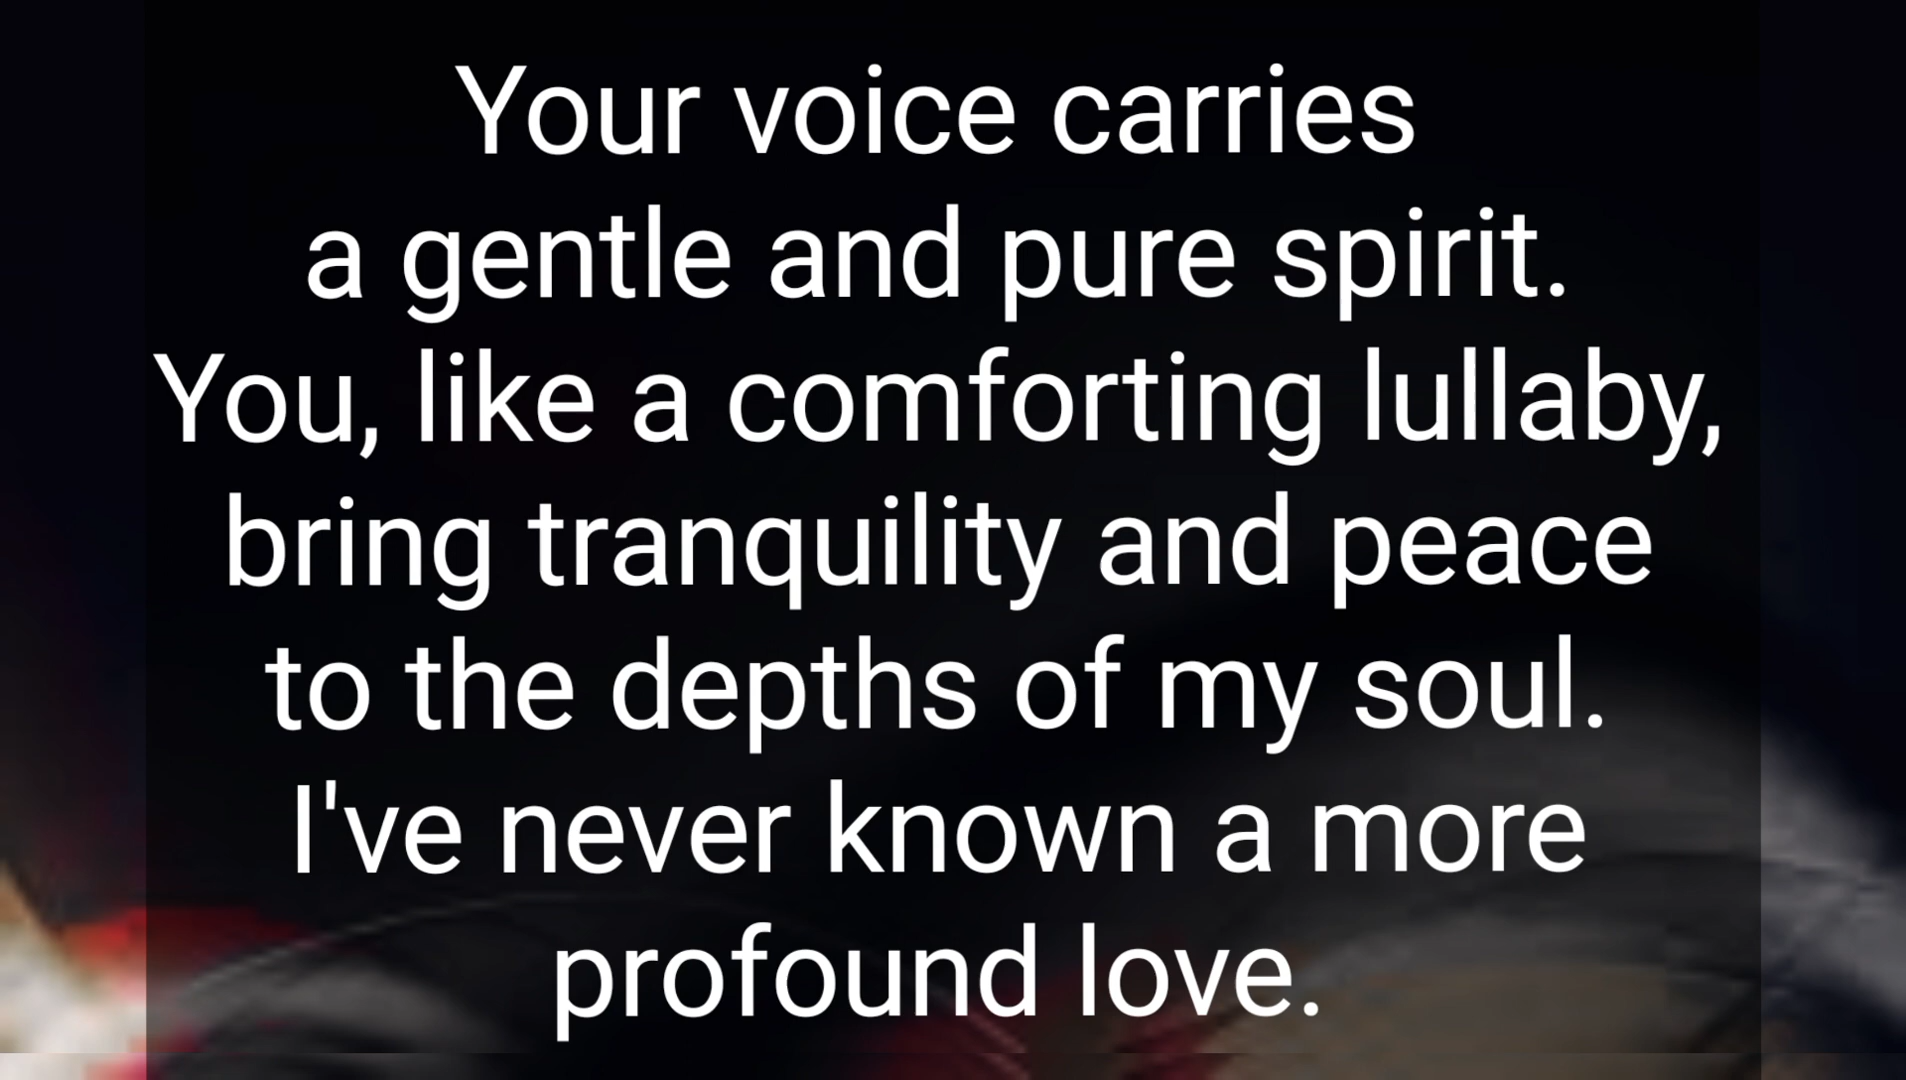 Your voice carries
a gentle and pure spirit.
You, like a comforting lullaby,
bring tranquility and peace
to the depths of my soul.
I've never known a more
profound love.